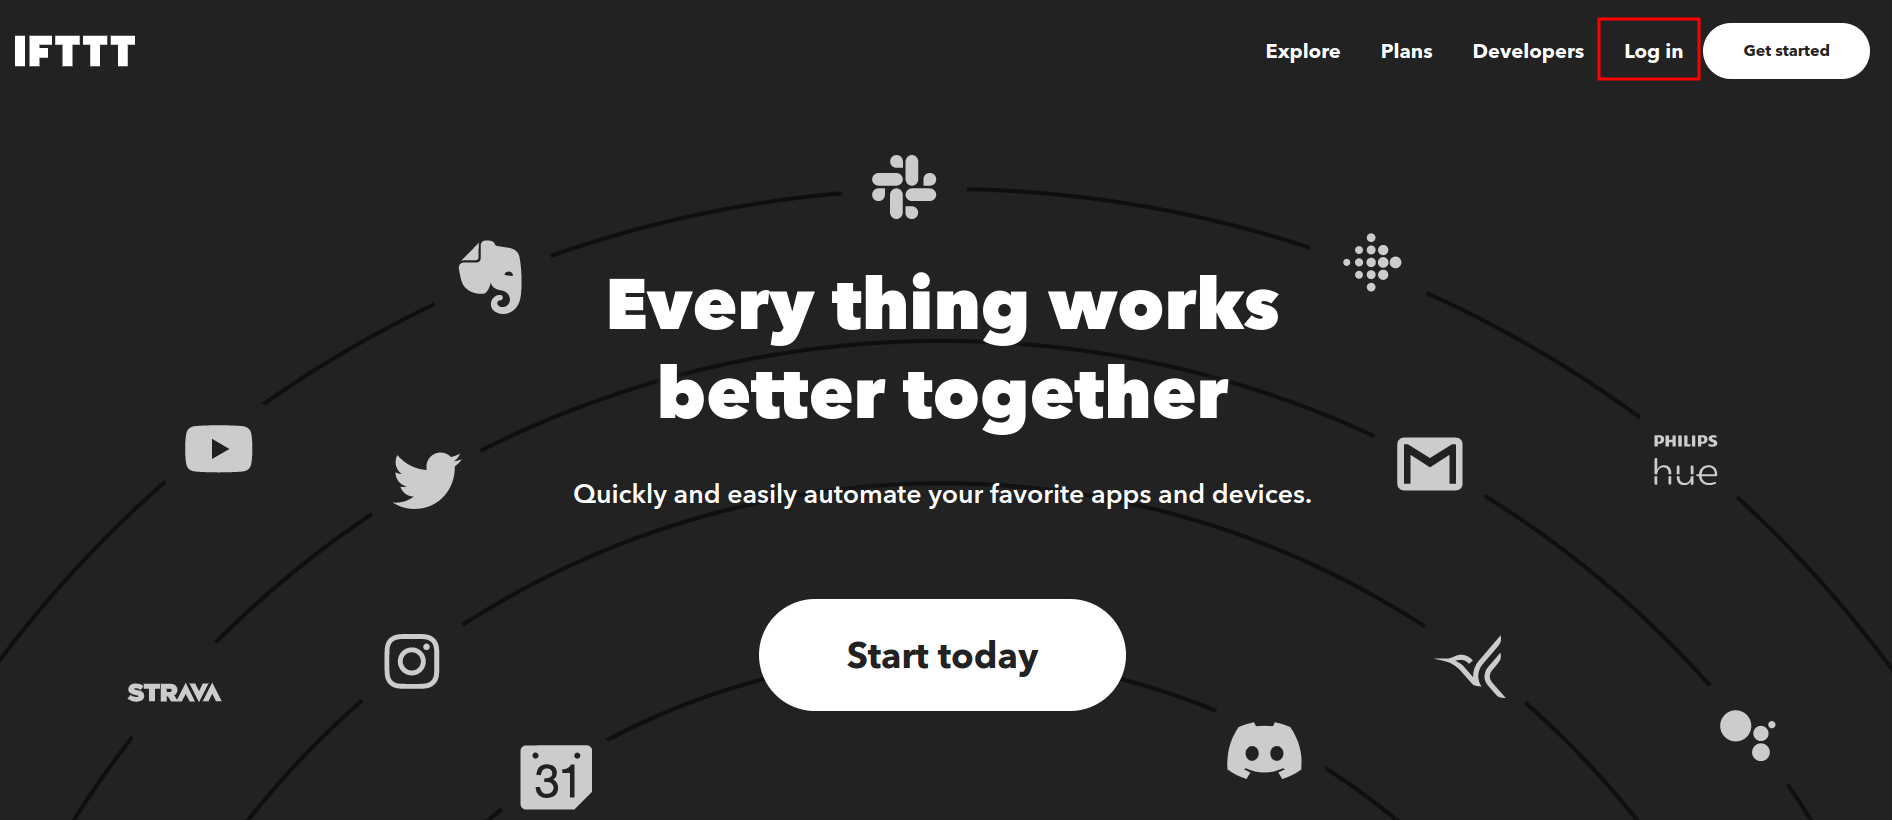 IFTTT
Explore Plans Developers Log in Get started
Every thing works
better together
PHILIPS
hue
Quickly and easily automate your favorite apps and devices.
Start today
STRAVA
31